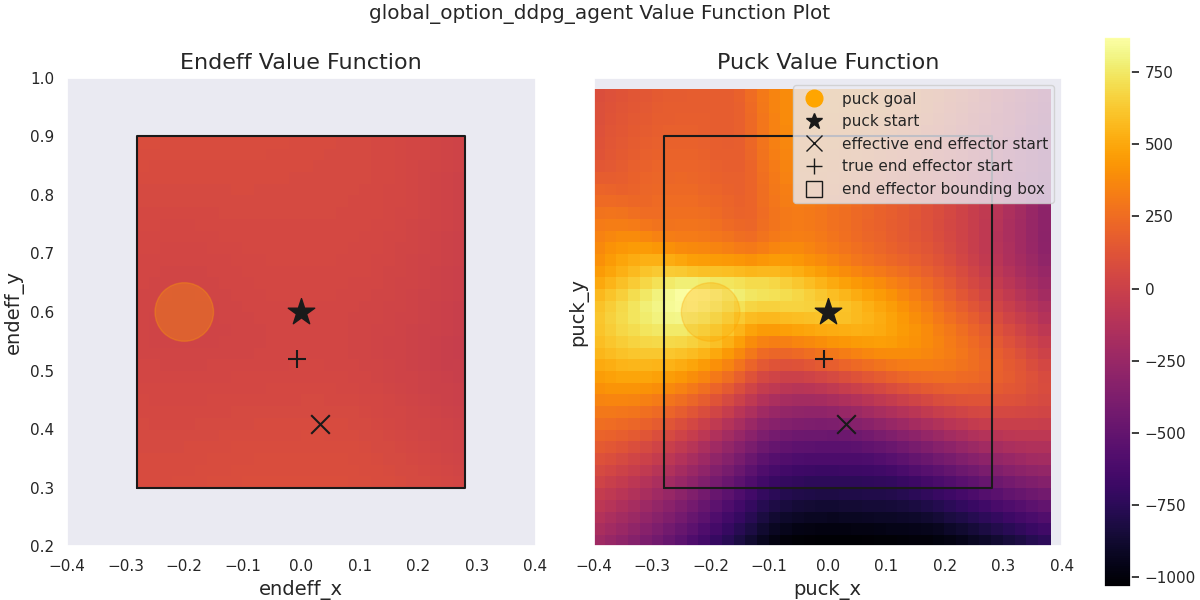 global_option_ddpg_agent Value Function Plot
Endeff Value Function
Puck Value Function
puck goal
puck start
effective end effector start
true end effector start
end effector bounding box
endeff_y
1.0
0.9
0.8
0.7
0.6
0.5
0.4
0.3
0.2
−0.4 −0.3 −0.2 −0.1 0.0 0.1 0.2 0.3 0.4
endeff_x
puck_y
−0.4 −0.3 −0.2 −0.1 0.0 0.1 0.2 0.3 0.4
puck_x
750
500
250
0
−250
−500
−750
−1000